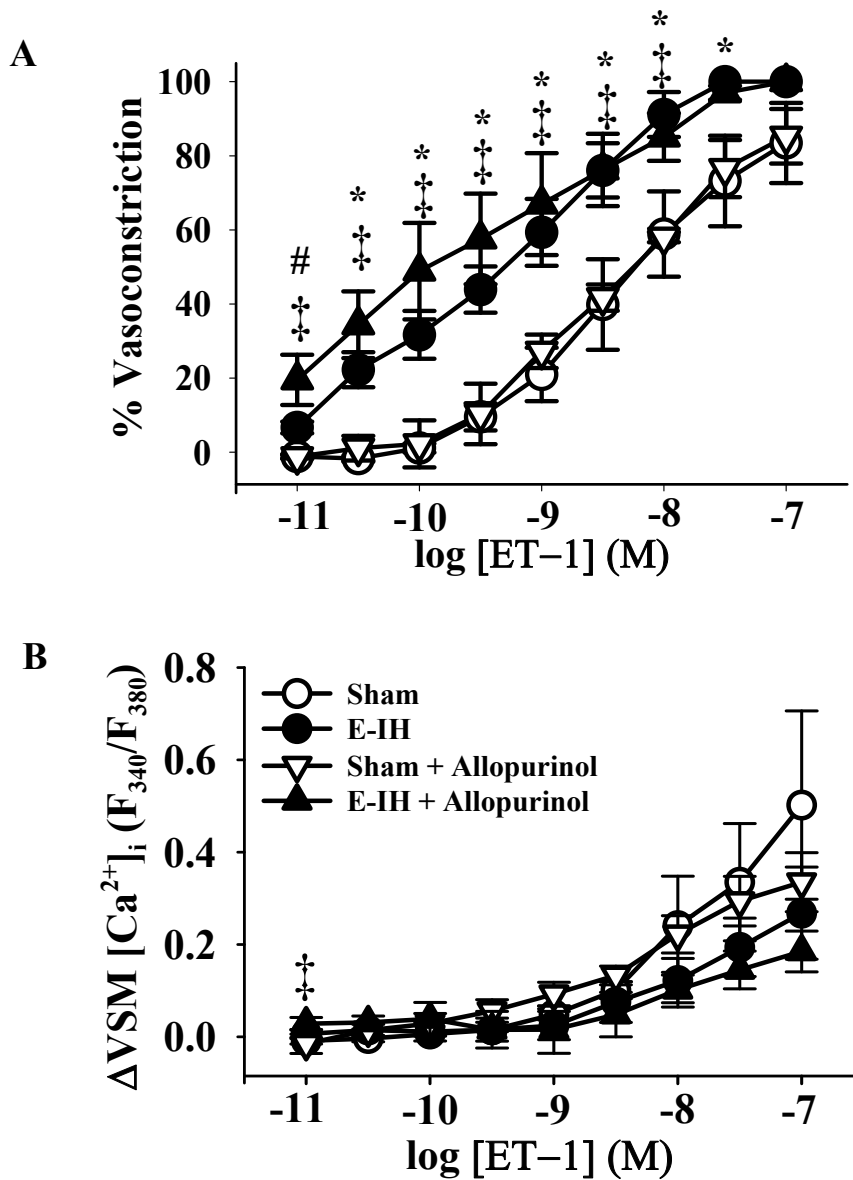 A
% Vasoconstriction
100
80
60
40
20
0
* * * * * * *
# ‡ ‡ ‡ ‡ ‡ ‡ ‡
-11 -10 -9 -8 -7
log [ET−1] (M)
B
ΔVSM [Ca²⁺]ᵢ (F₃₄₀/F₃₈₀)
0.8
0.6
0.4
0.2
0.0
Sham
E-IH
Sham + Allopurinol
E-IH + Allopurinol
‡
-11 -10 -9 -8 -7
log [ET−1] (M)